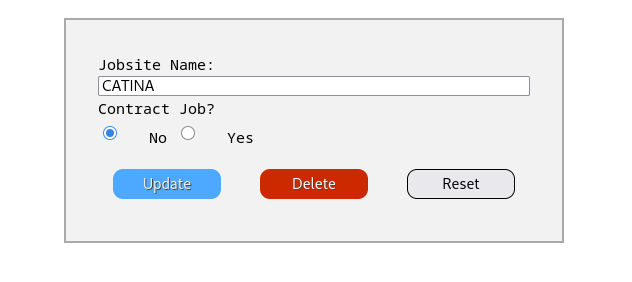 Jobsite Name:
CATINA
Contract Job?
No Yes
Update Delete Reset